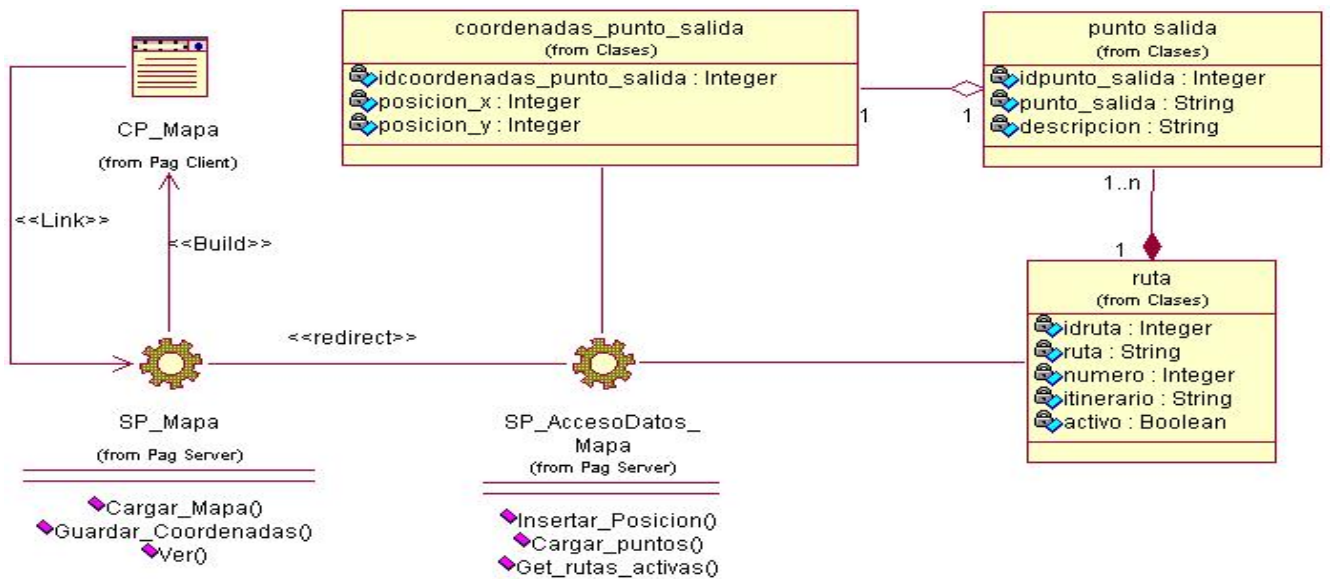 CP_Mapa
(from Pag Client)
<<Link>>
<<Build>>
<<redirect>>
SP_Mapa
(from Pag Server)
Cargar_Mapa()
Guardar_Coordenadas()
Ver()
coordenadas_punto_salida
(from Clases)
idcoordenadas_punto_salida : Integer
posicion_x : Integer
posicion_y : Integer
1
1
punto salida
(from Clases)
idpunto_salida : Integer
punto_salida : String
descripcion : String
1..n
1
ruta
(from Clases)
idruta : Integer
ruta : String
numero : Integer
itinerario : String
activo : Boolean
SP_AccesoDatos_
Mapa
(from Pag Server)
Insertar_Posicion()
Cargar_puntos()
Get_rutas_activas()